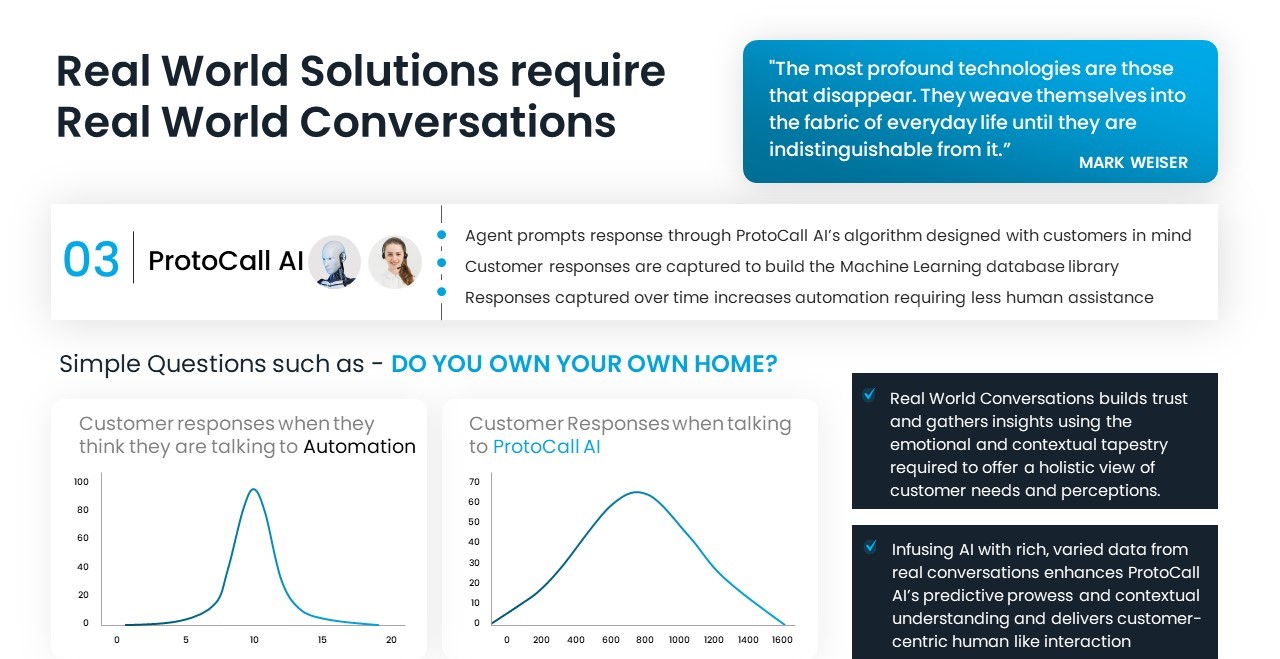 Real World Solutions require
Real World Conversations
"The most profound technologies are those
that disappear. They weave themselves into
the fabric of everyday life until they are
indistinguishable from it.”
MARK WEISER
03
ProtoCall AI
Agent prompts response through ProtoCall AI’s algorithm designed with customers in mind
Customer responses are captured to build the Machine Learning database library
Responses captured over time increases automation requiring less human assistance
Simple Questions such as - DO YOU OWN YOUR OWN HOME?
Customer responses when they
think they are talking to Automation
100
80
60
40
20
0
0 5 10 15 20
Customer Responses when talking
to ProtoCall AI
70
60
50
40
30
20
10
0
0 200 400 600 800 1000 1200 1400 1600
Real World Conversations builds trust
and gathers insights using the
emotional and contextual tapestry
required to offer a holistic view of
customer needs and perceptions.
Infusing AI with rich, varied data from
real conversations enhances ProtoCall
AI’s predictive prowess and contextual
understanding and delivers customer-
centric human like interaction